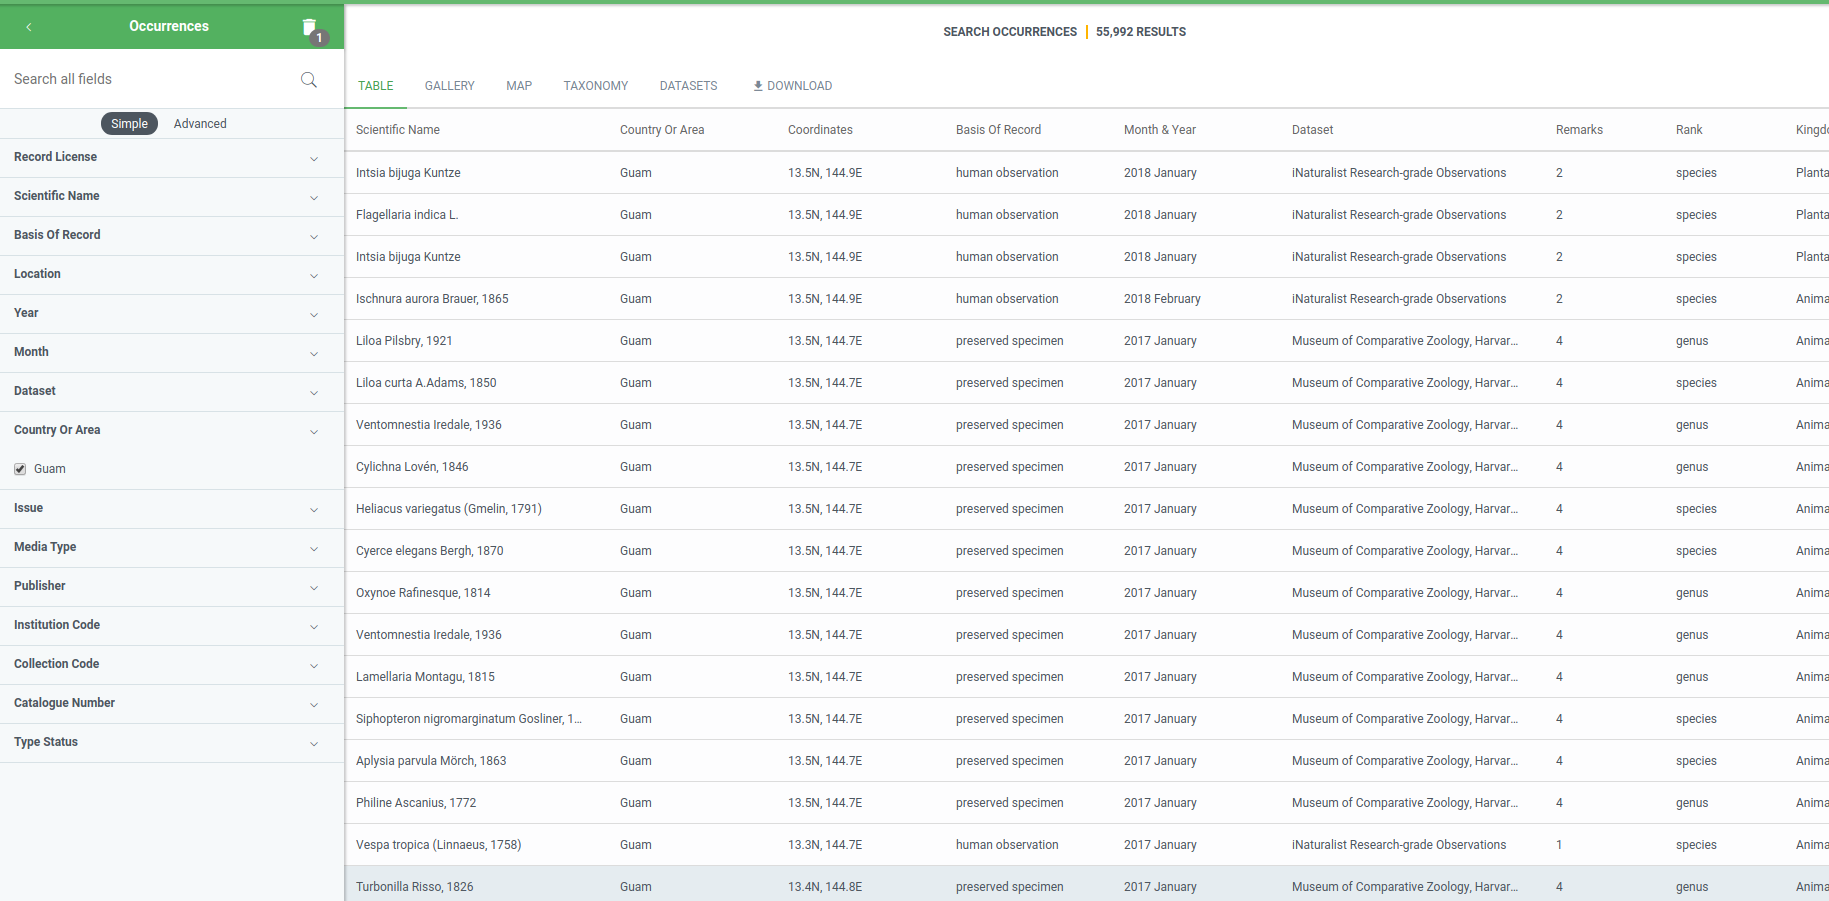 Occurrences
1
Search all fields
Simple Advanced
Record License
Scientific Name
Basis Of Record
Location
Year
Month
Dataset
Country Or Area
Guam
Issue
Media Type
Publisher
Institution Code
Collection Code
Catalogue Number
Type Status
SEARCH OCCURRENCES | 55,992 RESULTS
TABLE GALLERY MAP TAXONOMY DATASETS DOWNLOAD
Scientific Name Country Or Area Coordinates Basis Of Record Month & Year Dataset Remarks Rank Kingdo
Intsia bijuga Kuntze Guam 13.5N, 144.9E human observation 2018 January iNaturalist Research-grade Observations 2 species Planta
Flagellaria indica L. Guam 13.5N, 144.9E human observation 2018 January iNaturalist Research-grade Observations 2 species Planta
Intsia bijuga Kuntze Guam 13.5N, 144.9E human observation 2018 January iNaturalist Research-grade Observations 2 species Planta
Ischnura aurora Brauer, 1865 Guam 13.5N, 144.9E human observation 2018 February iNaturalist Research-grade Observations 2 species Anima
Liloa Pilsbry, 1921 Guam 13.5N, 144.7E preserved specimen 2017 January Museum of Comparative Zoology, Harvar... 4 genus Anima
Liloa curta A.Adams, 1850 Guam 13.5N, 144.7E preserved specimen 2017 January Museum of Comparative Zoology, Harvar... 4 species Anima
Ventomnestia Iredale, 1936 Guam 13.5N, 144.7E preserved specimen 2017 January Museum of Comparative Zoology, Harvar... 4 genus Anima
Cylichna Lovén, 1846 Guam 13.5N, 144.7E preserved specimen 2017 January Museum of Comparative Zoology, Harvar... 4 genus Anima
Heliacus variegatus (Gmelin, 1791) Guam 13.5N, 144.7E preserved specimen 2017 January Museum of Comparative Zoology, Harvar... 4 species Anima
Cyerce elegans Bergh, 1870 Guam 13.5N, 144.7E preserved specimen 2017 January Museum of Comparative Zoology, Harvar... 4 species Anima
Oxynoe Rafinesque, 1814 Guam 13.5N, 144.7E preserved specimen 2017 January Museum of Comparative Zoology, Harvar... 4 genus Anima
Ventomnestia Iredale, 1936 Guam 13.5N, 144.7E preserved specimen 2017 January Museum of Comparative Zoology, Harvar... 4 genus Anima
Lamellaria Montagu, 1815 Guam 13.5N, 144.7E preserved specimen 2017 January Museum of Comparative Zoology, Harvar... 4 genus Anima
Siphopteron nigromarginatum Gosliner, 1... Guam 13.5N, 144.7E preserved specimen 2017 January Museum of Comparative Zoology, Harvar... 4 species Anima
Aplysia parvula Mörch, 1863 Guam 13.5N, 144.7E preserved specimen 2017 January Museum of Comparative Zoology, Harvar... 4 species Anima
Philine Ascanius, 1772 Guam 13.5N, 144.7E preserved specimen 2017 January Museum of Comparative Zoology, Harvar... 4 genus Anima
Vespa tropica (Linnaeus, 1758) Guam 13.3N, 144.7E human observation 2017 January iNaturalist Research-grade Observations 1 species Anima
Turbonilla Risso, 1826 Guam 13.4N, 144.8E preserved specimen 2017 January Museum of Comparative Zoology, Harvar... 4 genus Anima